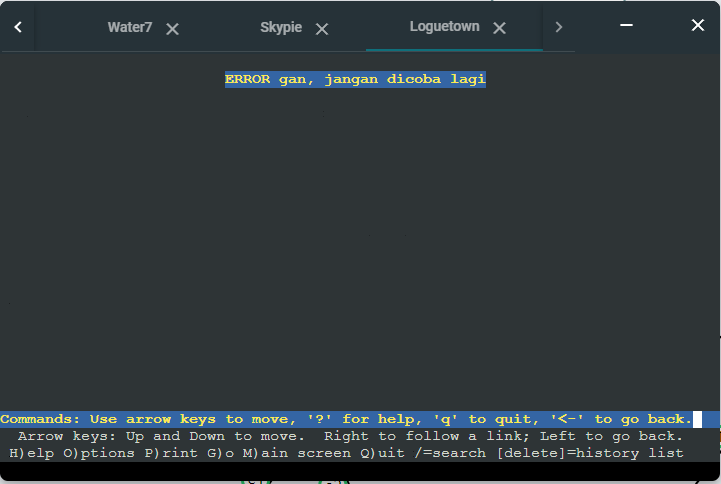 Water7 Skypie Loguetown
ERROR gan, jangan dicoba lagi
Commands: Use arrow keys to move, '?' for help, 'q' to quit, '<-' to go back.
Arrow keys: Up and Down to move.  Right to follow a link; Left to go back.
H)elp O)ptions P)rint G)o M)ain screen Q)uit /=search [delete]=history list